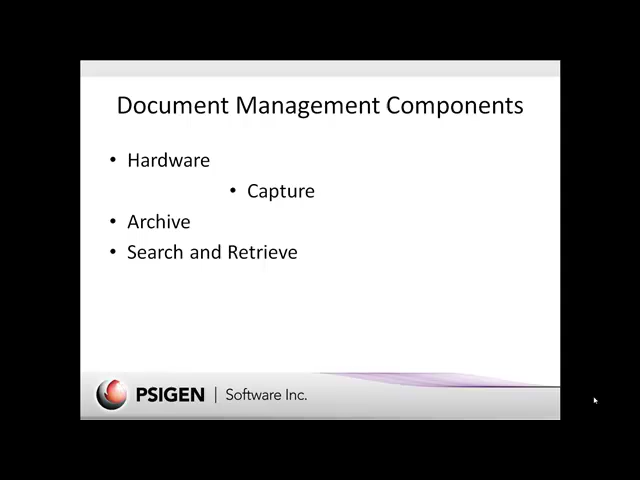 Document Management Components
• Hardware
• Capture
• Archive
• Search and Retrieve
PSIGEN | Software Inc.